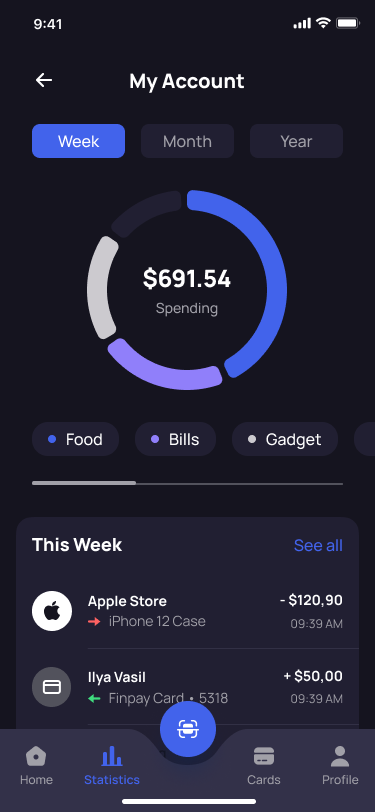 9:41
My Account
Week Month Year
$691.54
Spending
Food Bills Gadget
This Week See all
Apple Store - $120,90
iPhone 12 Case 09:39 AM
Ilya Vasil + $50,00
Finpay Card • 5318 09:39 AM
Home Statistics Cards Profile